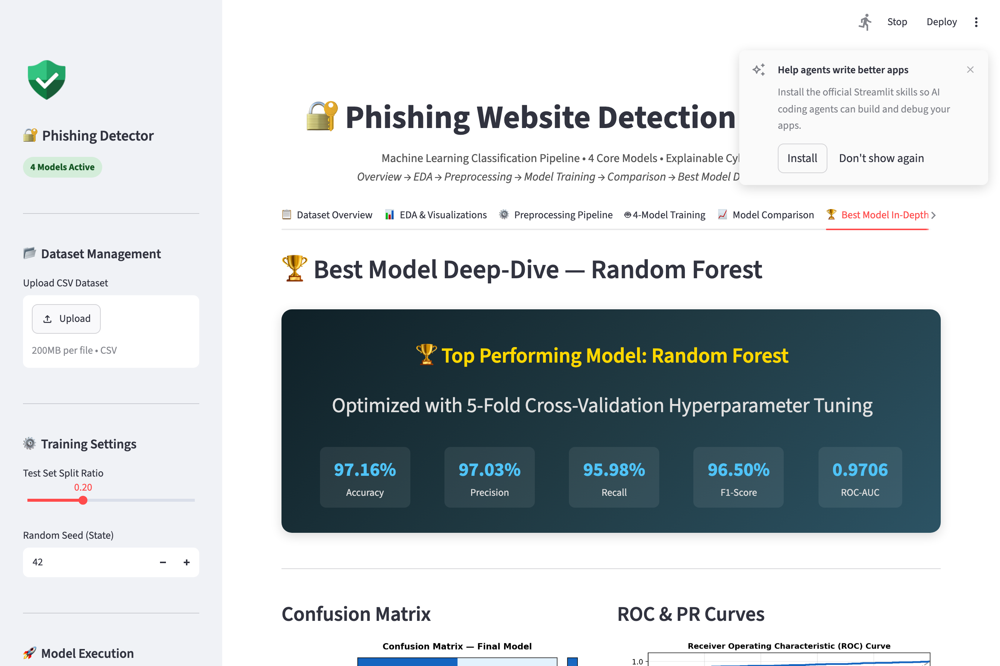 Phishing Detector
4 Models Active
Dataset Management
Upload CSV Dataset
Upload
200MB per file • CSV
Training Settings
Test Set Split Ratio
0.20
Random Seed (State)
42
Model Execution
Stop
Deploy
Help agents write better apps
Install the official Streamlit skills so AI
coding agents can build and debug your
apps.
Install
Don't show again
Phishing Website Detection
Machine Learning Classification Pipeline • 4 Core Models • Explainable
Overview → EDA → Preprocessing → Model Training → Comparison → Best Model
Dataset Overview
EDA & Visualizations
Preprocessing Pipeline
4-Model Training
Model Comparison
Best Model In-Depth
Best Model Deep-Dive — Random Forest
Top Performing Model: Random Forest
Optimized with 5-Fold Cross-Validation Hyperparameter Tuning
97.16%
Accuracy
97.03%
Precision
95.98%
Recall
96.50%
F1-Score
0.9706
ROC-AUC
Confusion Matrix
Confusion Matrix — Final Model
ROC & PR Curves
Receiver Operating Characteristic (ROC) Curve
1.0